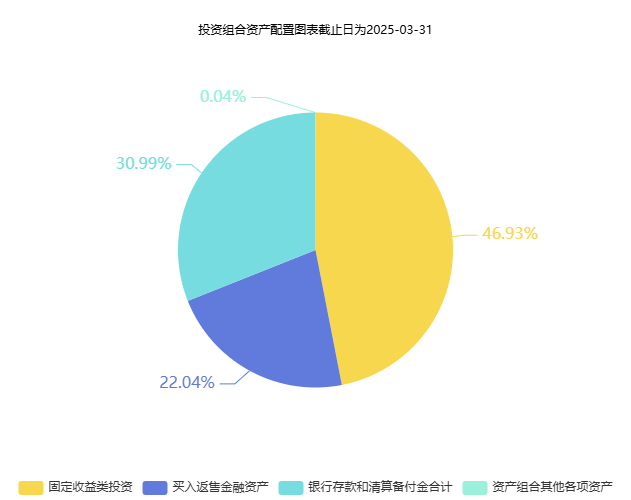 投资组合资产配置图表截止日为2025-03-31
0.04%
30.99%
46.93%
22.04%
固定收益类投资 买入返售金融资产 银行存款和清算备付金合计 资产组合其他各项资产